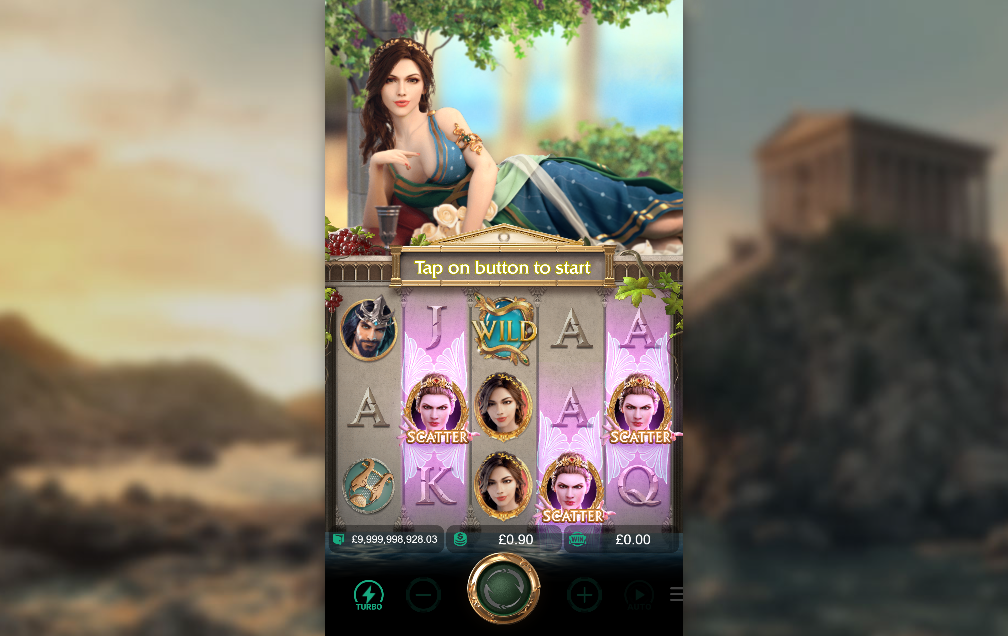 Tap on button to start
J WILD A A
A SCATTER A SCATTER
K SCATTER Q
£9,999,998,928.03 £0.90 WIN £0.00
TURBO AUTO